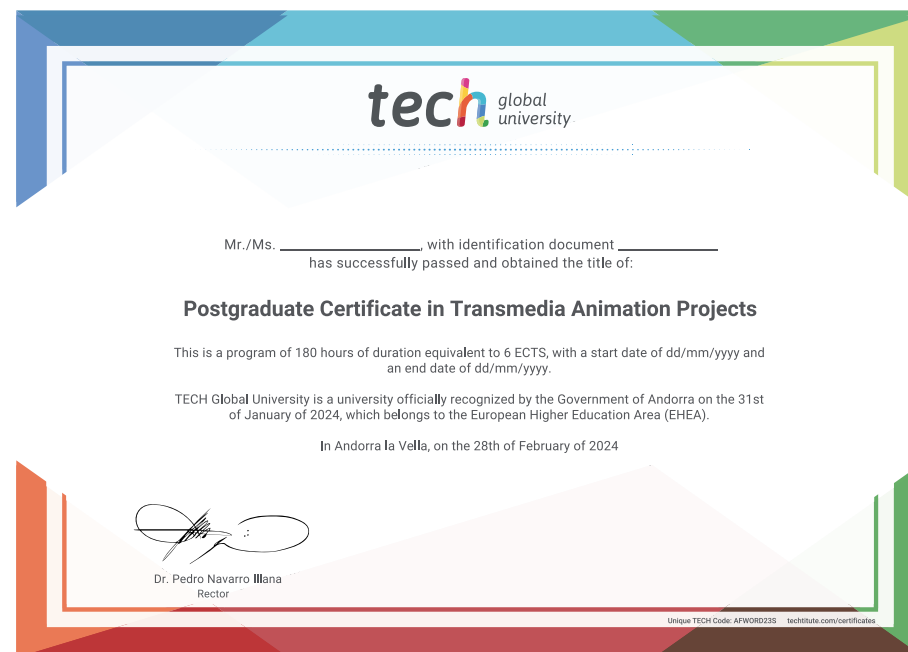 tech global university
Mr./Ms. ____________, with identification document ____________
has successfully passed and obtained the title of:
Postgraduate Certificate in Transmedia Animation Projects
This is a program of 180 hours of duration equivalent to 6 ECTS, with a start date of dd/mm/yyyy and
an end date of dd/mm/yyyy.
TECH Global University is a university officially recognized by the Government of Andorra on the 31st
of January of 2024, which belongs to the European Higher Education Area (EHEA).
In Andorra la Vella, on the 28th of February of 2024
Dr. Pedro Navarro Illana
Rector
Unique TECH Code: AFWORD23S techtitute.com/certificates